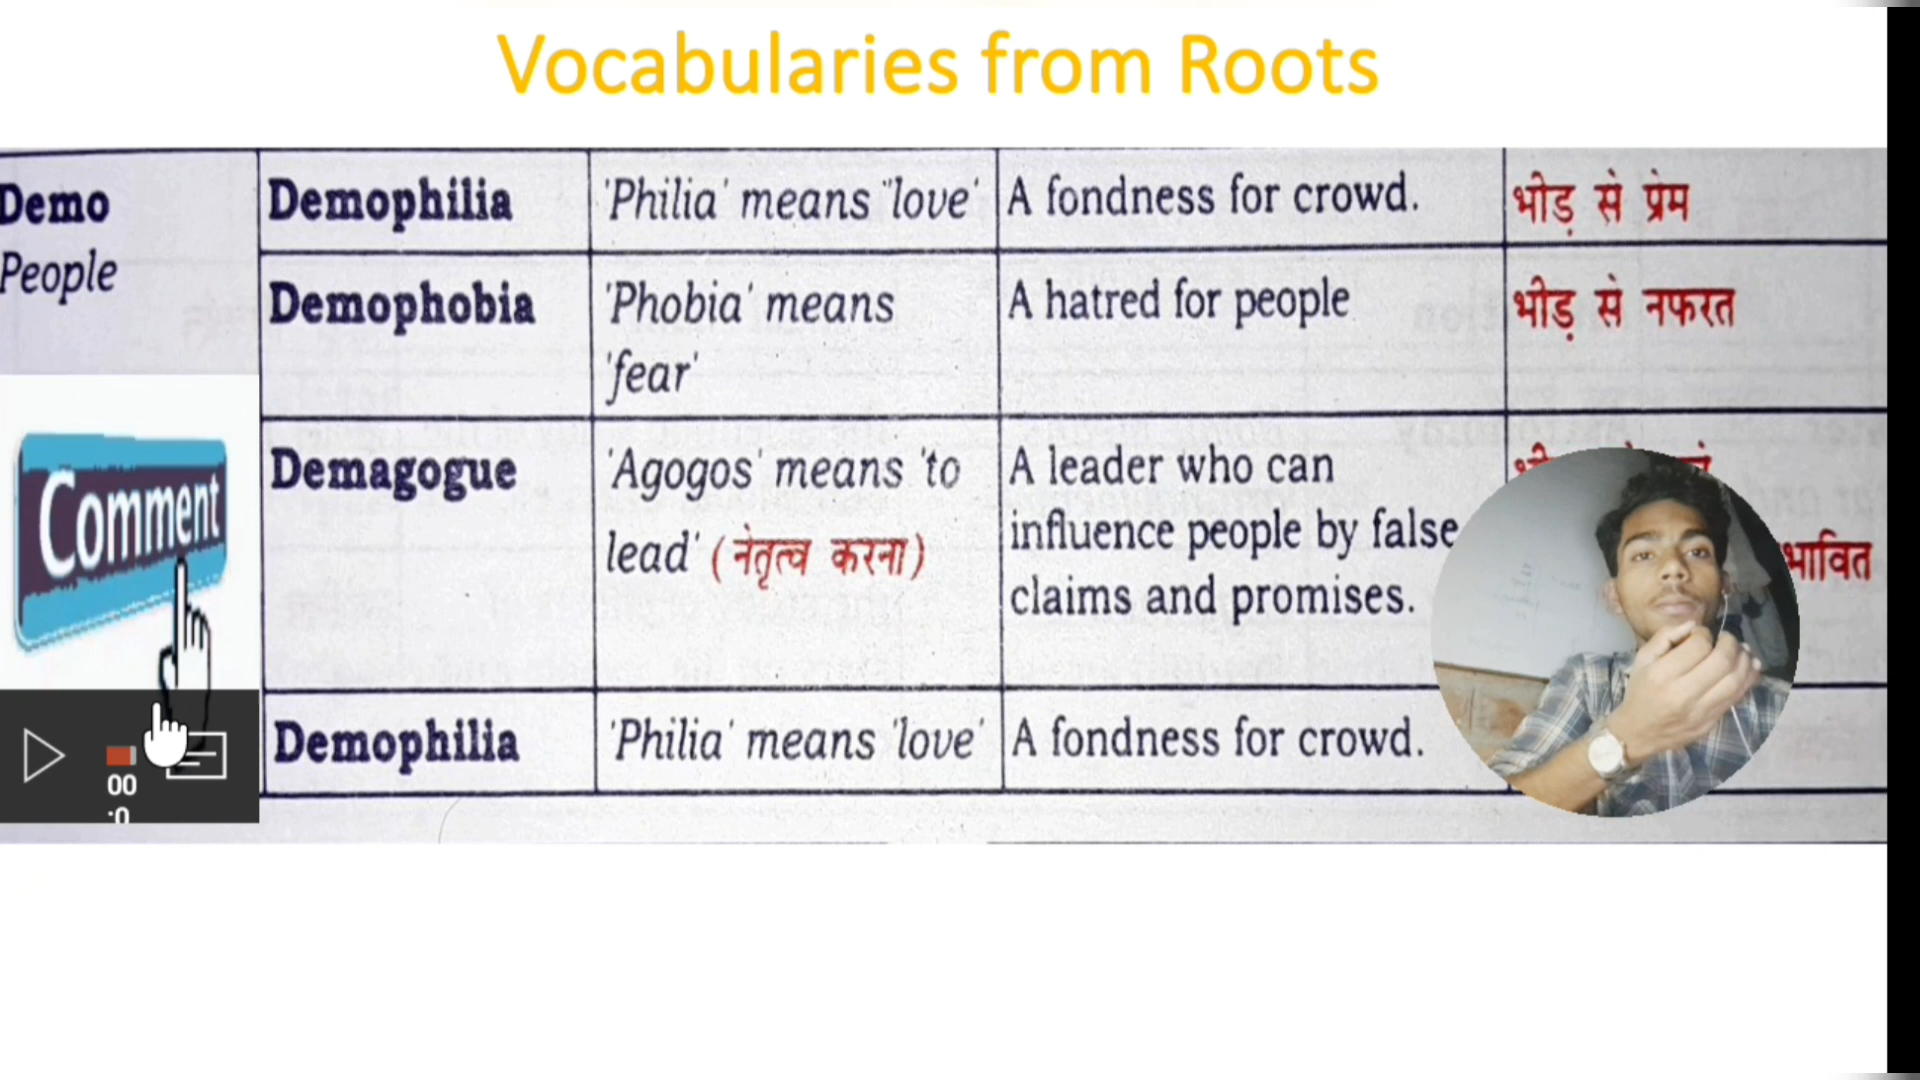 Vocabularies from Roots
Demo
People
Demophilia
'Philia' means 'love'
A fondness for crowd.
भीड़ से प्रेम
Demophobia
'Phobia' means
'fear'
A hatred for people
भीड़ से नफरत
Demagogue
'Agogos' means 'to
lead' (नेतृत्व करना)
A leader who can
influence people by false
claims and promises.
Demophilia
'Philia' means 'love'
A fondness for crowd.
Comment
00
:0